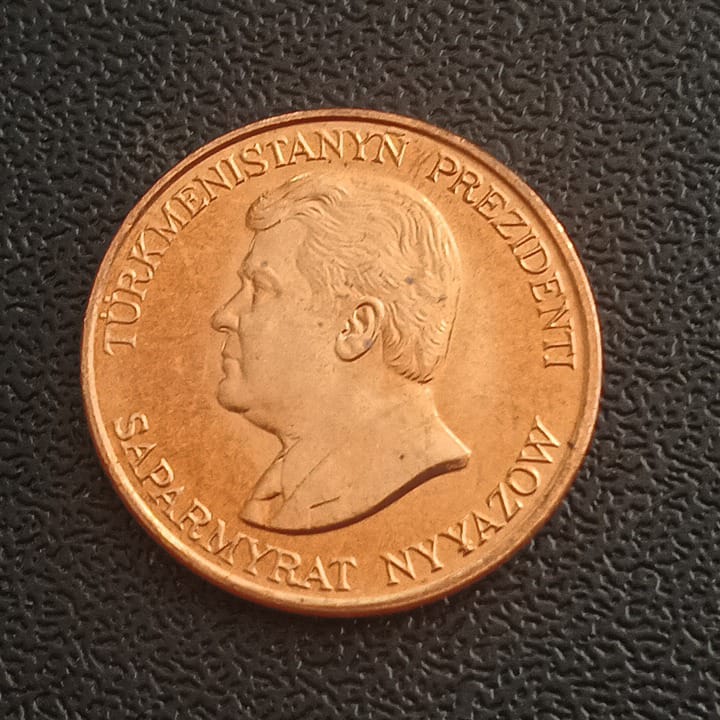 TÜRKMENISTANYŇ PREZIDENTI
SAPARMYRAT NYYAZOW